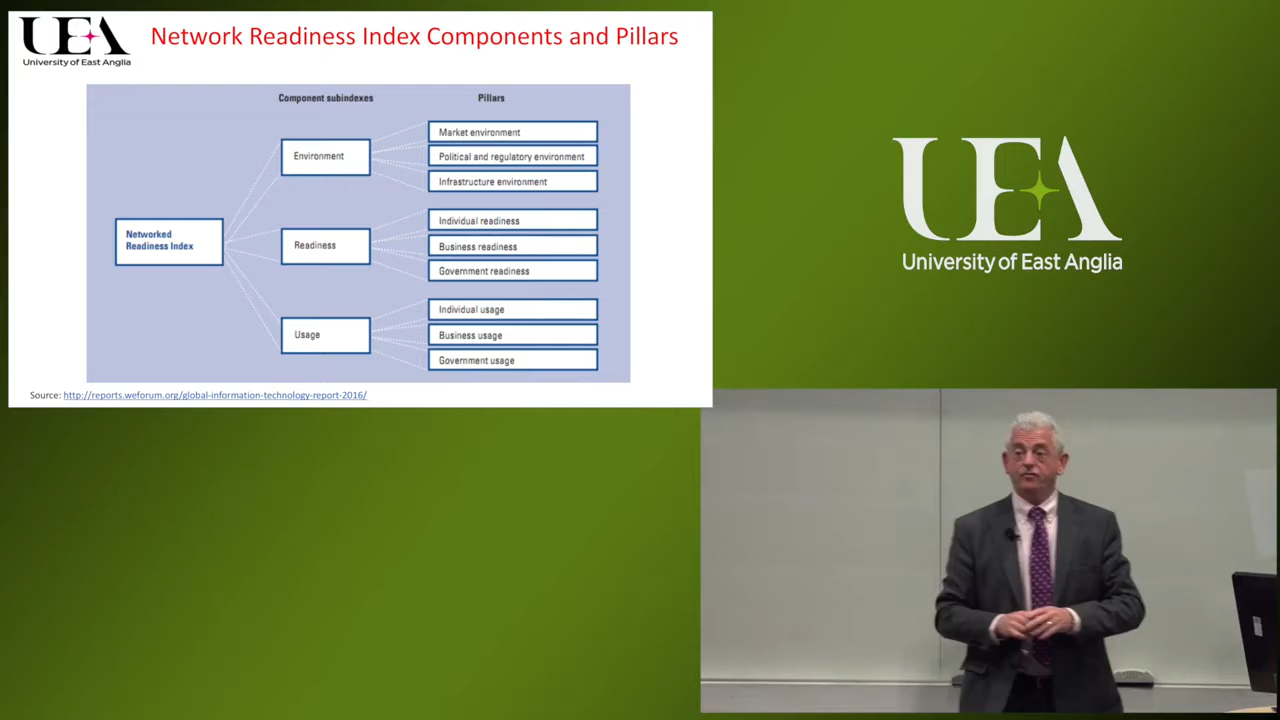 UEA
University of East Anglia
Network Readiness Index Components and Pillars
Component subindexes
Pillars
Networked
Readiness Index
Environment
Market environment
Political and regulatory environment
Infrastructure environment
Readiness
Individual readiness
Business readiness
Government readiness
Usage
Individual usage
Business usage
Government usage
Source: http://reports.weforum.org/global-information-technology-report-2016/
UEA
University of East Anglia